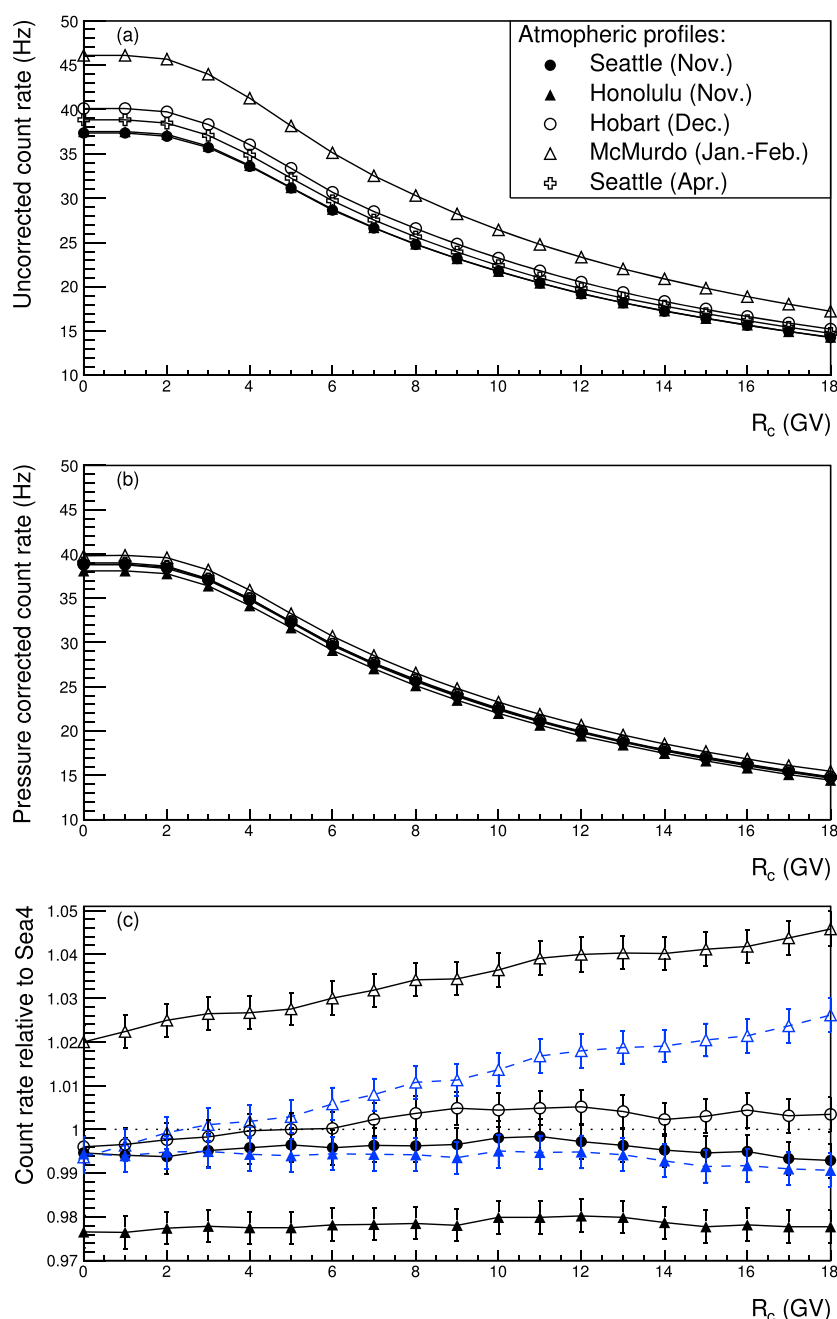 (a)
Uncorrected count rate (Hz)
50
45
40
35
30
25
20
15
10
Atmopheric profiles:
Seattle (Nov.)
Honolulu (Nov.)
Hobart (Dec.)
McMurdo (Jan.-Feb.)
Seattle (Apr.)
0 2 4 6 8 10 12 14 16 18
R_c (GV)
(b)
Pressure corrected count rate (Hz)
50
45
40
35
30
25
20
15
10
0 2 4 6 8 10 12 14 16 18
R_c (GV)
(c)
Count rate relative to Sea4
1.05
1.04
1.03
1.02
1.01
1
0.99
0.98
0.97
0 2 4 6 8 10 12 14 16 18
R_c (GV)